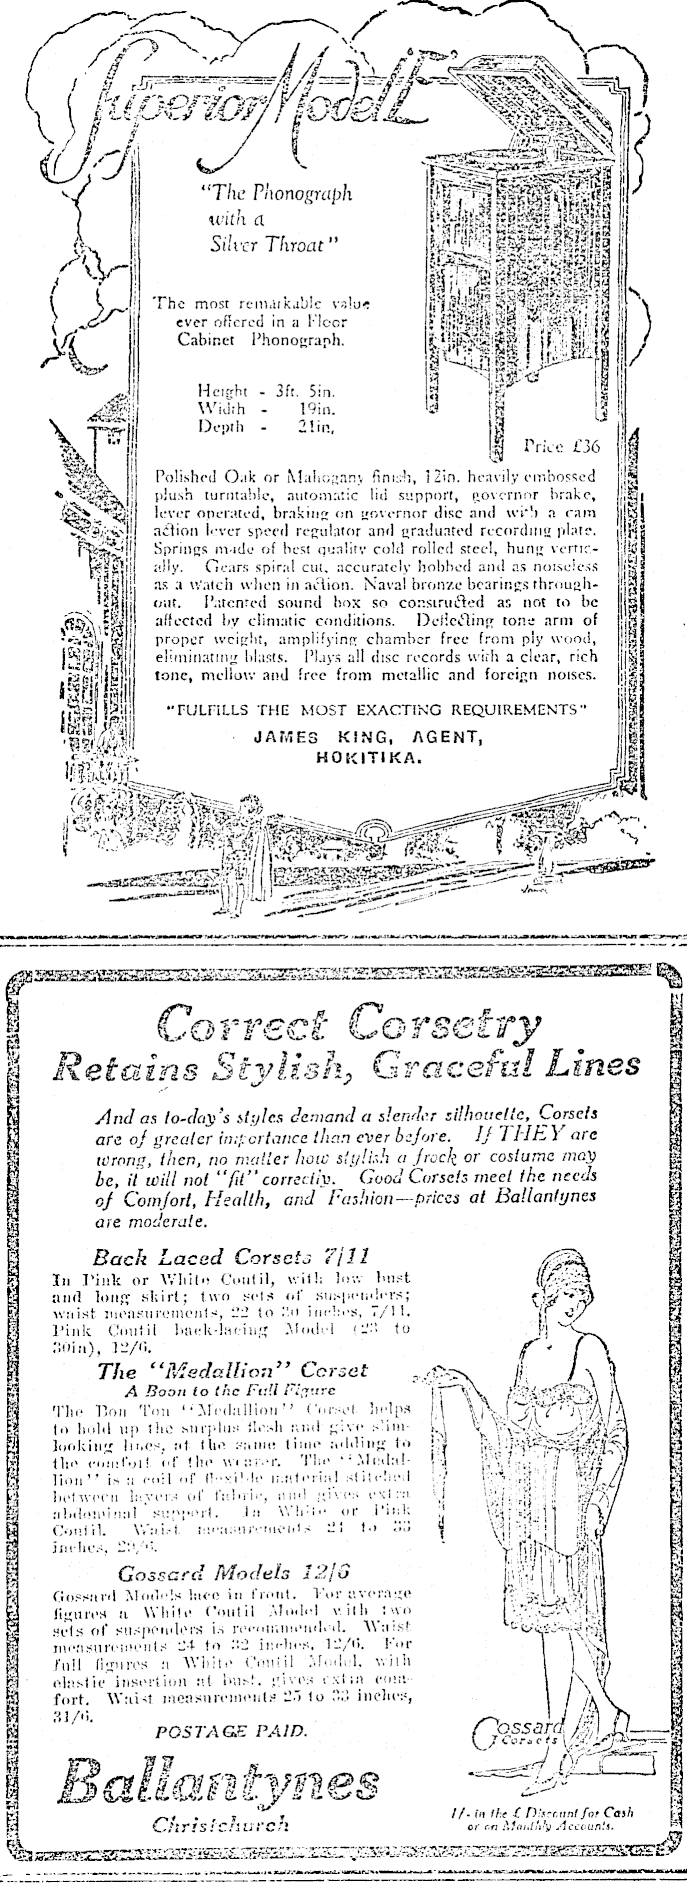 Superior Model 'E'
"The Phonograph
with a
Silver Throat"
The most remarkable value
ever offered in a Floor
Cabinet Phonograph.
Height - 3ft. 5in.
Width - 19in.
Depth - 21in.
Price £36
Polished Oak or Mahogany finish, 12in. heavily embossed
plush turntable, automatic lid support, governor brake,
lever operated, braking on governor disc and with a cam
action lever speed regulator and graduated recording plate.
Springs made of best quality cold rolled steel, hung vertic-
ally. Gears spiral cut, accurately hobbed and as noiseless
as a watch when in action. Naval bronze bearings through-
out. Patented sound box so constructed as not to be
affected by climatic conditions. Deflecting tone arm of
proper weight, amplifying chamber free from ply wood,
eliminating blasts. Plays all disc records with a clear, rich
tone, mellow and free from metallic and foreign noises.
"FULFILLS THE MOST EXACTING REQUIREMENTS"
JAMES KING, AGENT,
HOKITIKA.
Correct Corsetry
Retains Stylish, Graceful Lines
And as to-day's styles demand a slender silhouette, Corsets
are of greater importance than ever before. If THEY are
wrong, then, no matter how stylish a frock or costume may
be, it will not "fit" correctly. Good Corsets meet the needs
of Comfort, Health, and Fashion—prices at Ballantynes
are moderate.
Back Laced Corsets 7/11
In Pink or White Coutil, with low bust
and long skirt; two sets of suspenders;
waist measurements, 22 to 30 inches, 7/11.
Pink Coutil back-lacing Model (23 to
30in), 12/6.
The "Medallion" Corset
A Boon to the Full Figure
The Bon Ton "Medallion" Corset helps
to hold up the surplus flesh and give slim-
looking lines, at the same time adding to
the comfort of the wearer. The "Medal-
lion" is a coil of flexible material stitched
between layers of fabric, and gives extra
abdominal support. In White or Pink
Coutil. Waist measurements 24 to 33
inches,
Gossard Models 12/6
Gossard Models lace in front. For average
figures a White Coutil Model with two
sets of suspenders is recommended. Waist
measurements 24 to 32 inches, 12/6. For
full figures a White Coutil Model, with
elastic insertion at bust, gives extra com-
fort. Waist measurements 25 to 33 inches,
31/6.
POSTAGE PAID.
Gossard
Corsets
Ballantynes
Christchurch
1/- in the £ Discount for Cash
or on Monthly Accounts.